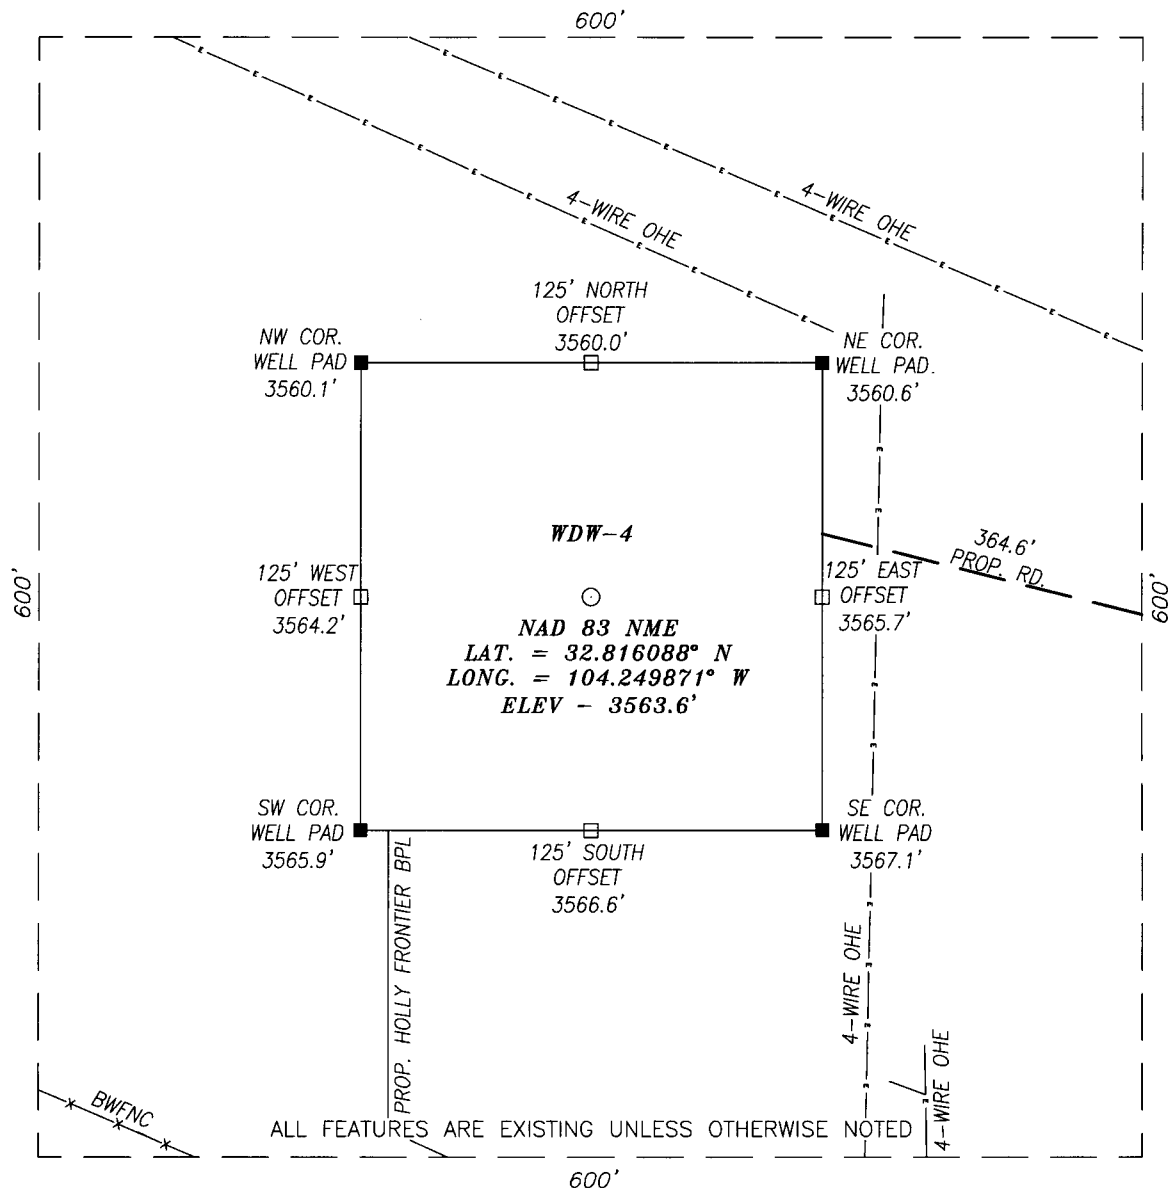 600'
4-WIRE OHE
4-WIRE OHE
125' NORTH
OFFSET
3560.0'
NW COR.
WELL PAD
3560.1'
NE COR.
WELL PAD.
3560.6'
WDW-4
364.6'
PROP. RD.
600'
125' WEST
OFFSET
3564.2'
125' EAST
OFFSET
3565.7'
600'
NAD 83 NME
LAT. = 32.816088° N
LONG. = 104.249871° W
ELEV - 3563.6'
SW COR.
WELL PAD
3565.9'
125' SOUTH
OFFSET
3566.6'
SE COR.
WELL PAD
3567.1'
PROP. HOLLY FRONTIER BPL
4-WIRE OHE
4-WIRE OHE
BWFNC
ALL FEATURES ARE EXISTING UNLESS OTHERWISE NOTED
600'